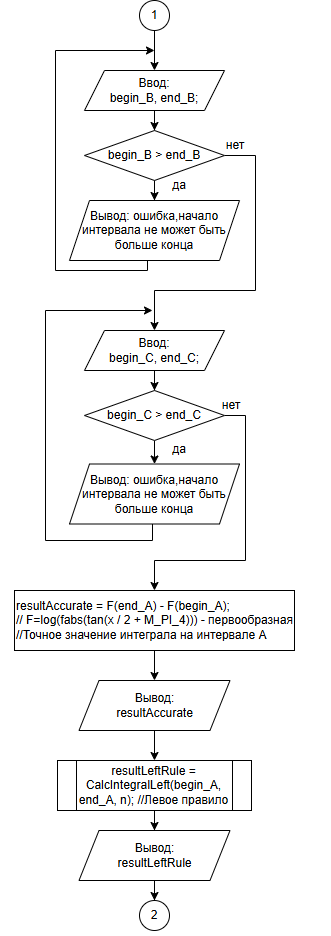 1
Ввод:
begin_B, end_B;
begin_B > end_B
нет
да
Вывод: ошибка,начало
интервала не может быть
больше конца
Ввод:
begin_C, end_C;
begin_C > end_C
нет
да
Вывод: ошибка,начало
интервала не может быть
больше конца
resultAccurate = F(end_A) - F(begin_A);
// F=log(fabs(tan(x / 2 + M_PI_4))) - первообразная
//Точное значение интеграла на интервале А
Вывод:
resultAccurate
resultLeftRule =
CalcIntegralLeft(begin_A,
end_A, n); //Левое правило
Вывод:
resultLeftRule
2